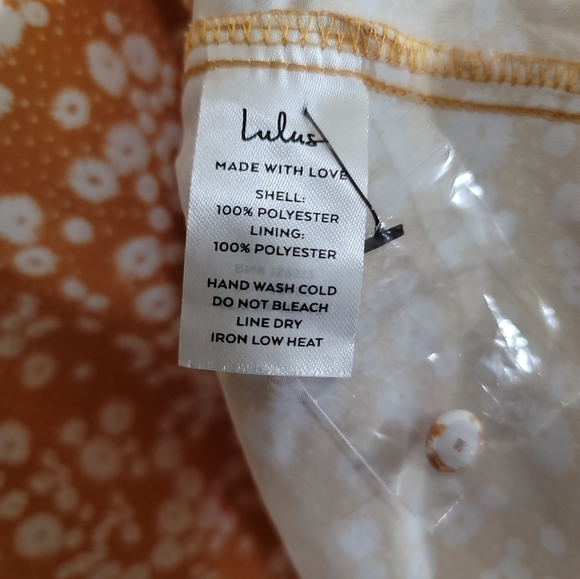 Lulus
MADE WITH LOVE
SHELL:
100% POLYESTER
LINING:
100% POLYESTER
HAND WASH COLD
DO NOT BLEACH
LINE DRY
IRON LOW HEAT